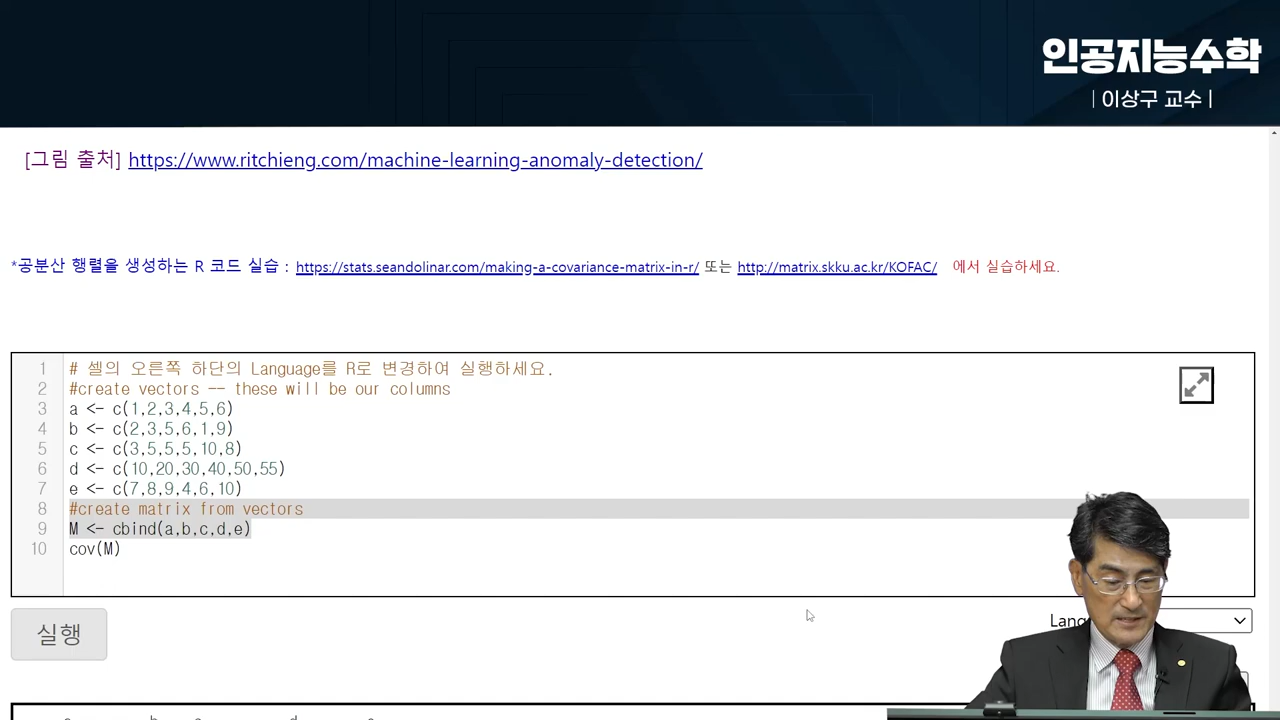 인공지능수학
| 이상구 교수 |
[그림 출처] https://www.ritchieng.com/machine-learning-anomaly-detection/
*공분산 행렬을 생성하는 R 코드 실습 : https://stats.seandolinar.com/making-a-covariance-matrix-in-r/ 또는 http://matrix.skku.ac.kr/KOFAC/ 에서 실습하세요.
1 # 셀의 오른쪽 하단의 Language를 R로 변경하여 실행하세요.
2 #create vectors -- these will be our columns
3 a <- c(1,2,3,4,5,6)
4 b <- c(2,3,5,6,1,9)
5 c <- c(3,5,5,5,10,8)
6 d <- c(10,20,30,40,50,55)
7 e <- c(7,8,9,4,6,10)
8 #create matrix from vectors
9 M <- cbind(a,b,c,d,e)
10 cov(M)
실행